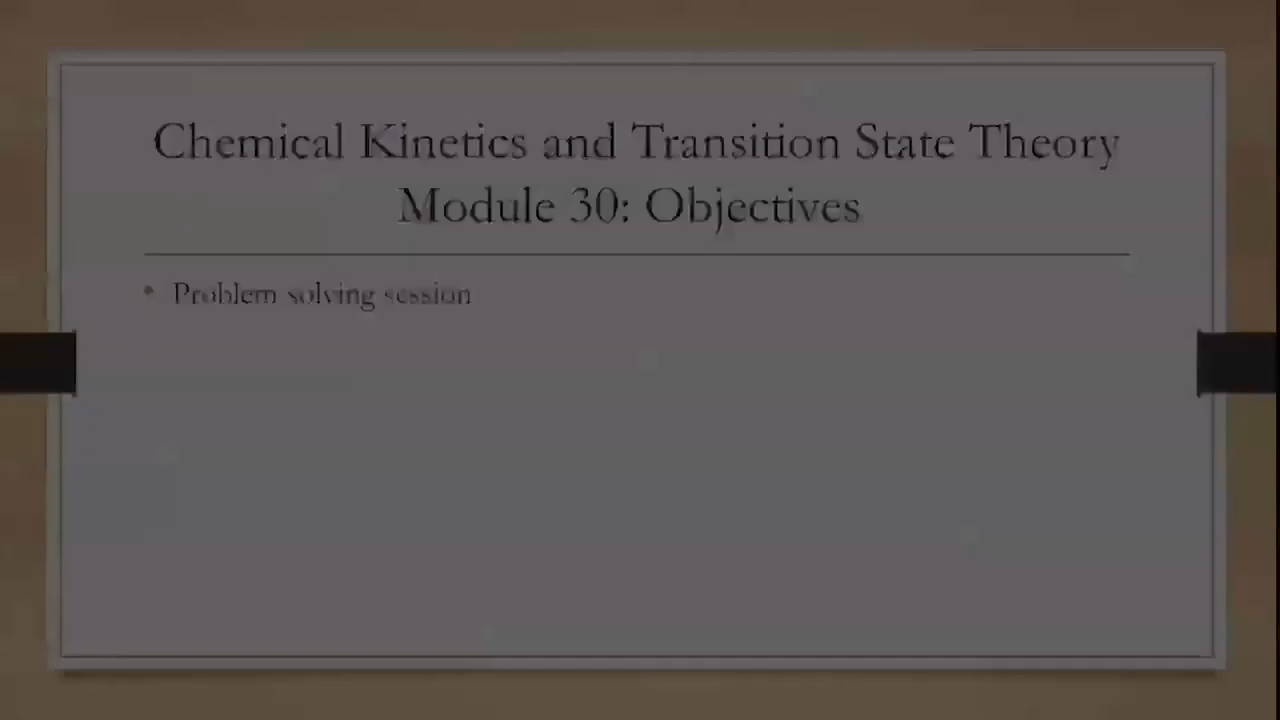 Chemical Kinetics and Transition State Theory
Module 30: Objectives
• Problem solving session